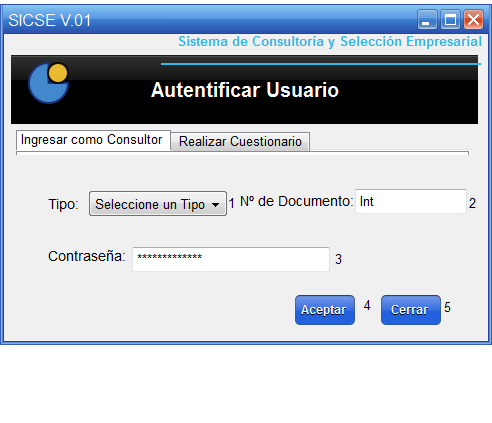 SICSE V.01
Sistema de Consultoría y Selección Empresarial
Autentificar Usuario
Ingresar como Consultor Realizar Cuestionario
Tipo: Seleccione un Tipo 1 Nº de Documento: Int 2
Contraseña: ************* 3
Aceptar 4 Cerrar 5